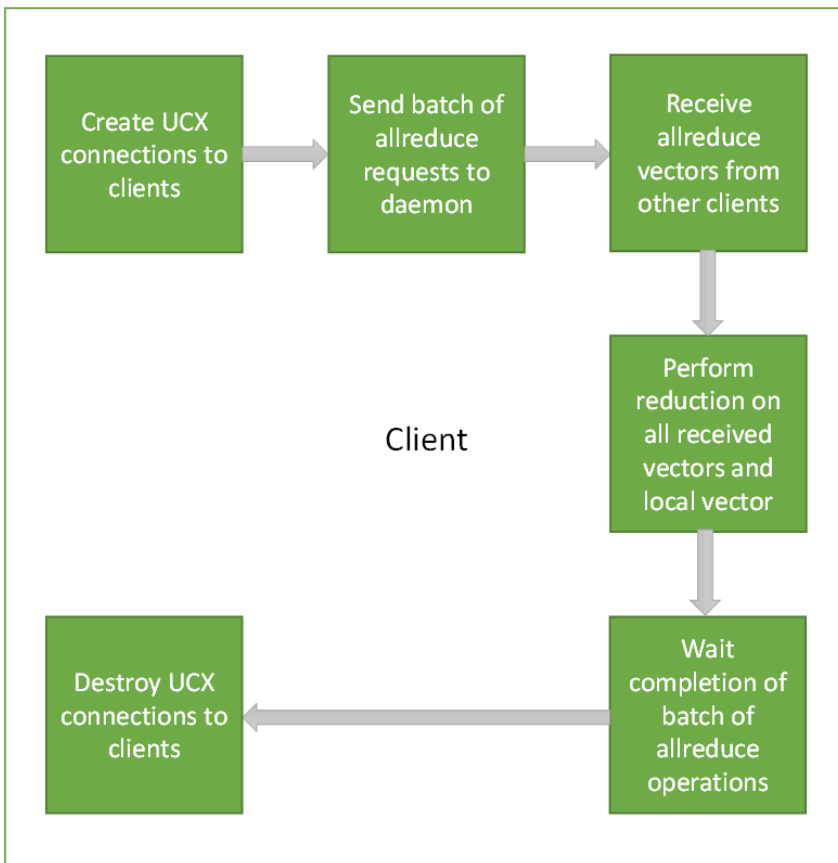 Create UCX
connections to
clients
Send batch of
allreduce
requests to
daemon
Receive
allreduce
vectors from
other clients
Perform
reduction on
all received
vectors and
local vector
Client
Wait
completion of
batch of
allreduce
operations
Destroy UCX
connections to
clients